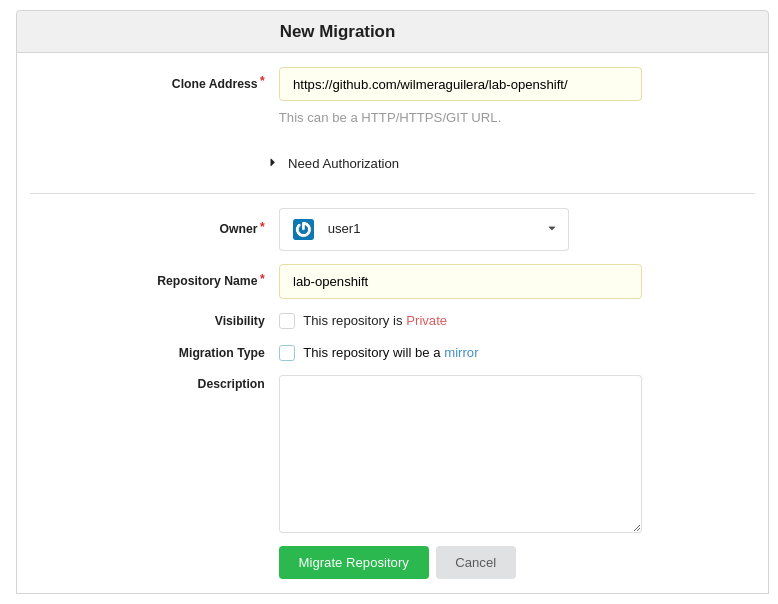 New Migration
Clone Address*
https://github.com/wilmeraguilera/lab-openshift/
This can be a HTTP/HTTPS/GIT URL.
Need Authorization
Owner* user1
Repository Name* lab-openshift
Visibility This repository is Private
Migration Type This repository will be a mirror
Description
Migrate Repository Cancel